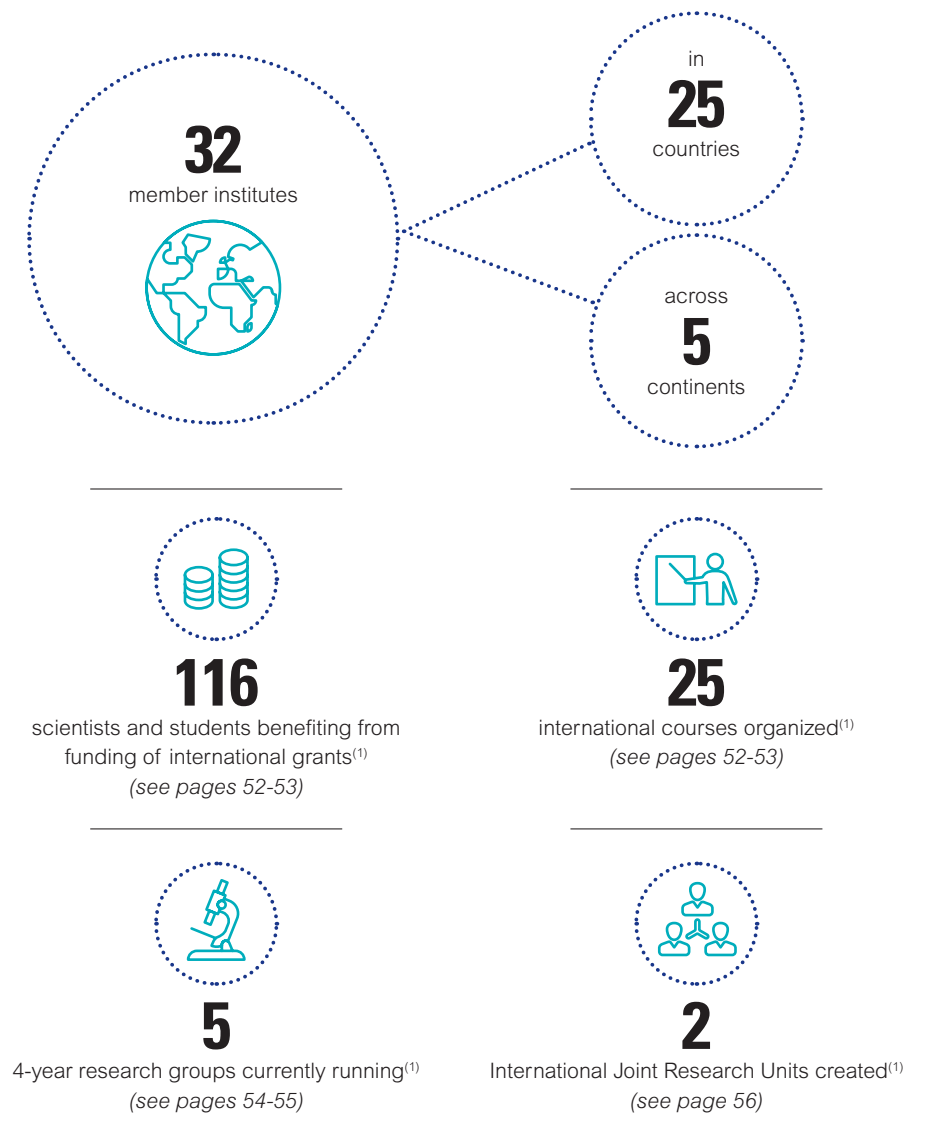 32
member institutes
in
25
countries
across
5
continents
116
scientists and students benefiting from
funding of international grants(1)
(see pages 52-53)
25
international courses organized(1)
(see pages 52-53)
5
4-year research groups currently running(1)
(see pages 54-55)
2
International Joint Research Units created(1)
(see page 56)